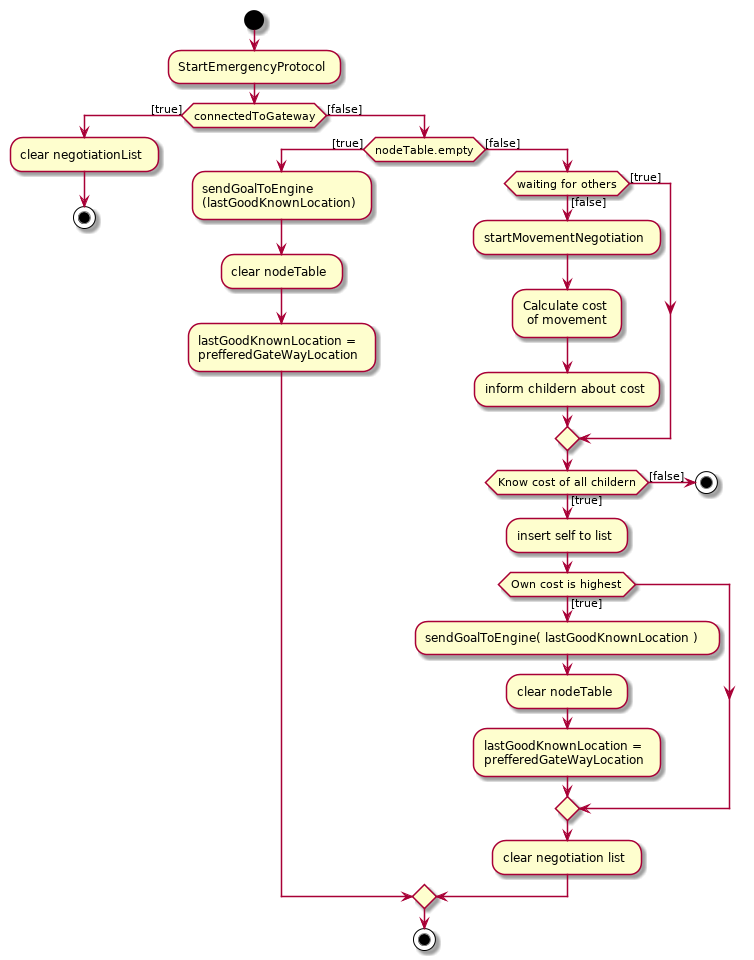 StartEmergencyProtocol
[true]
connectedToGateway
[false]
clear negotiationList
[true]
nodeTable.empty
[false]
sendGoalToEngine
(lastGoodKnownLocation)
clear nodeTable
lastGoodKnownLocation =
prefferedGateWayLocation
waiting for others
[true]
[false]
startMovementNegotiation
Calculate cost
of movement
inform childern about cost
Know cost of all childern
[false]
[true]
insert self to list
Own cost is highest
[true]
sendGoalToEngine( lastGoodKnownLocation )
clear nodeTable
lastGoodKnownLocation =
prefferedGateWayLocation
clear negotiation list